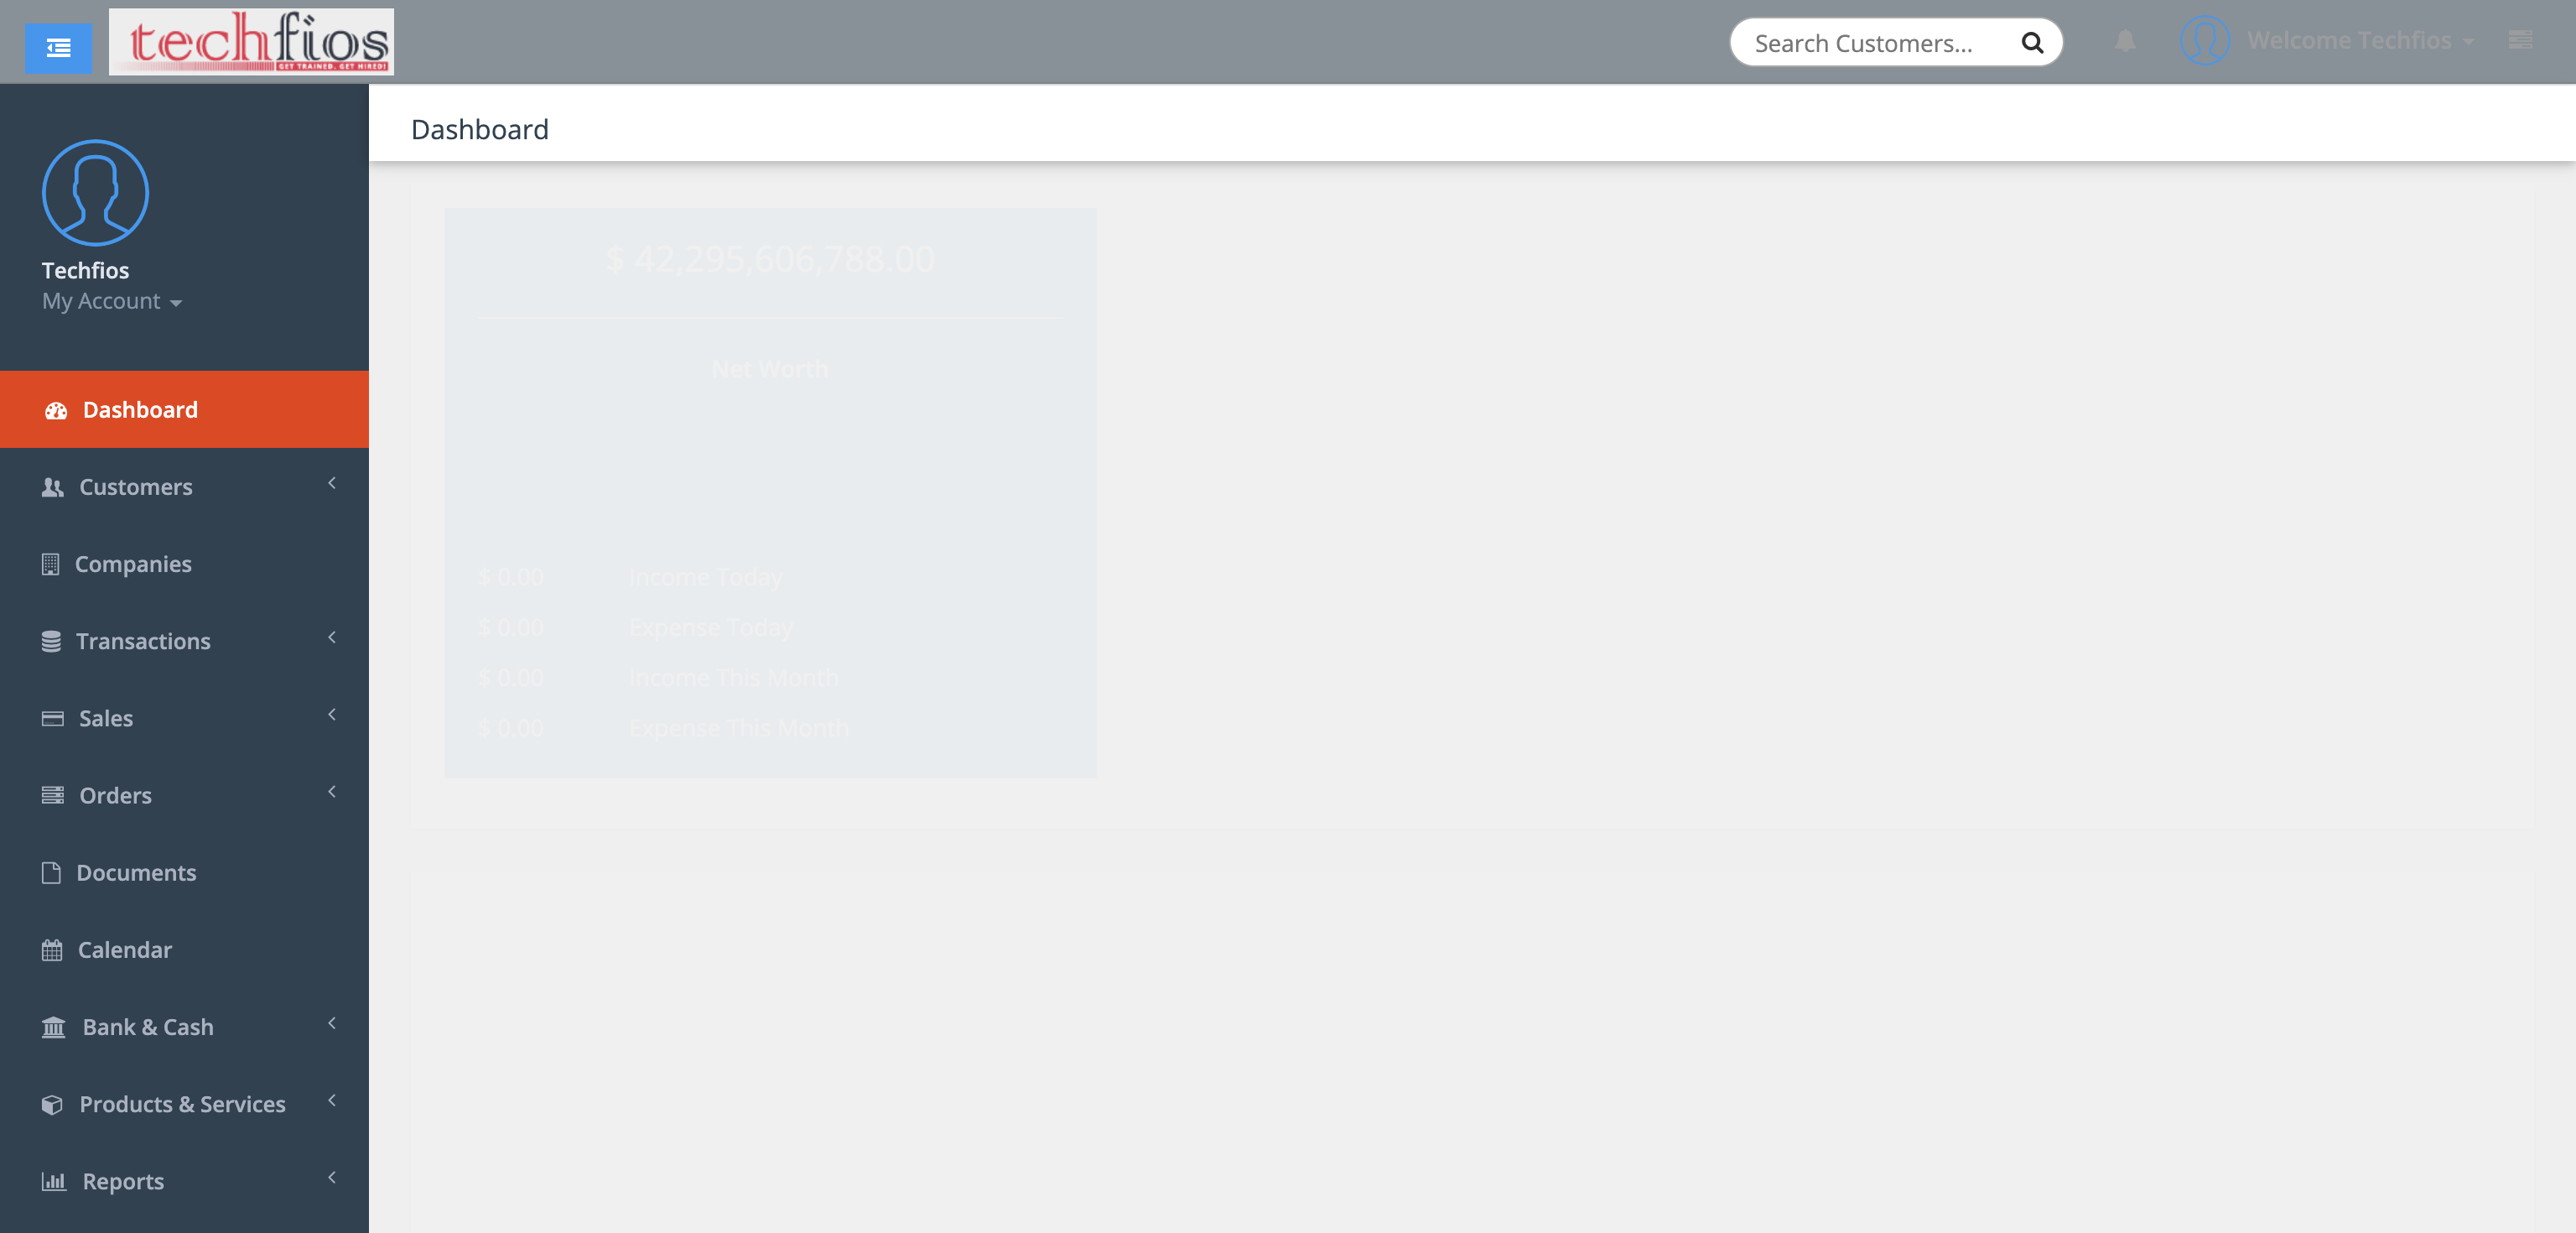 techfios
GET TRAINED. GET HIRED!
Search Customers...
Welcome Techfios
Dashboard
Techfios
My Account
Dashboard
Customers
Companies
Transactions
Sales
Orders
Documents
Calendar
Bank & Cash
Products & Services
Reports
$ 42,295,606,788.00
Net Worth
$ 0.00 Income Today
$ 0.00 Expense Today
$ 0.00 Income This Month
$ 0.00 Expense This Month